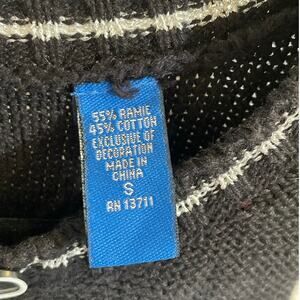 55% RAMIE
45% COTTON
EXCLUSIVE OF
DECORATION
MADE IN
CHINA
S
RN 13711